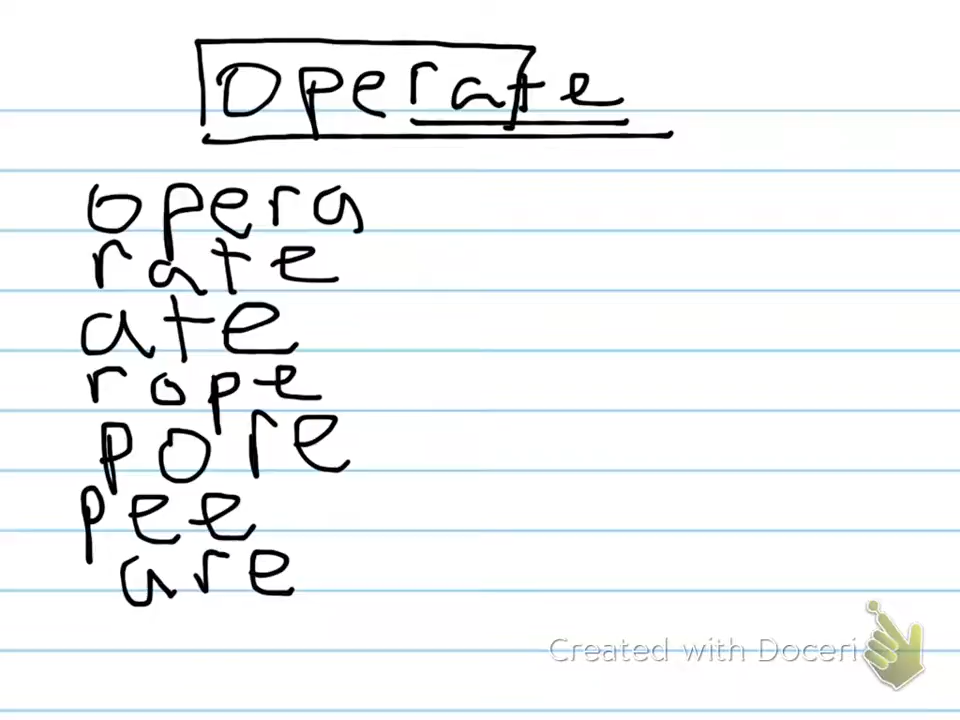 Operate
opera
rate
ate
rope
pore
pee
are
Created with Doceri